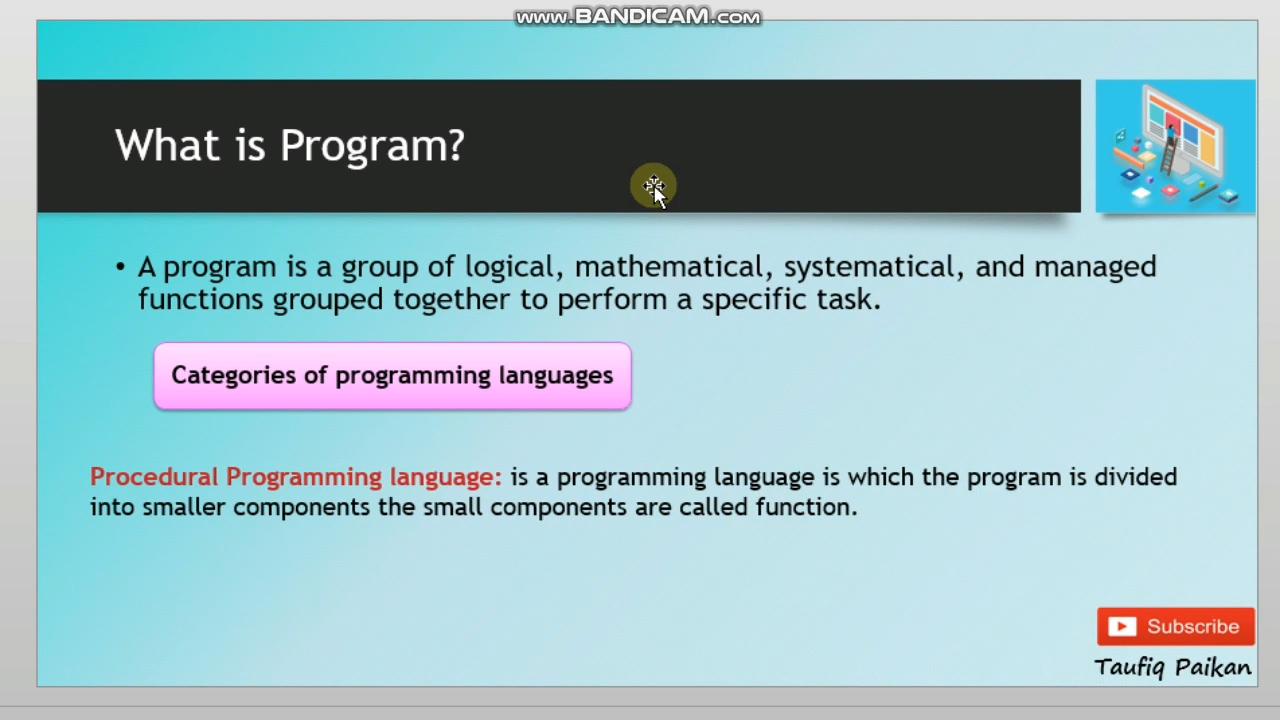 www.BANDICAM.com
What is Program?
• A program is a group of logical, mathematical, systematical, and managed
functions grouped together to perform a specific task.
Categories of programming languages
Procedural Programming language: is a programming language is which the program is divided
into smaller components the small components are called function.
Subscribe
Taufiq Paikan